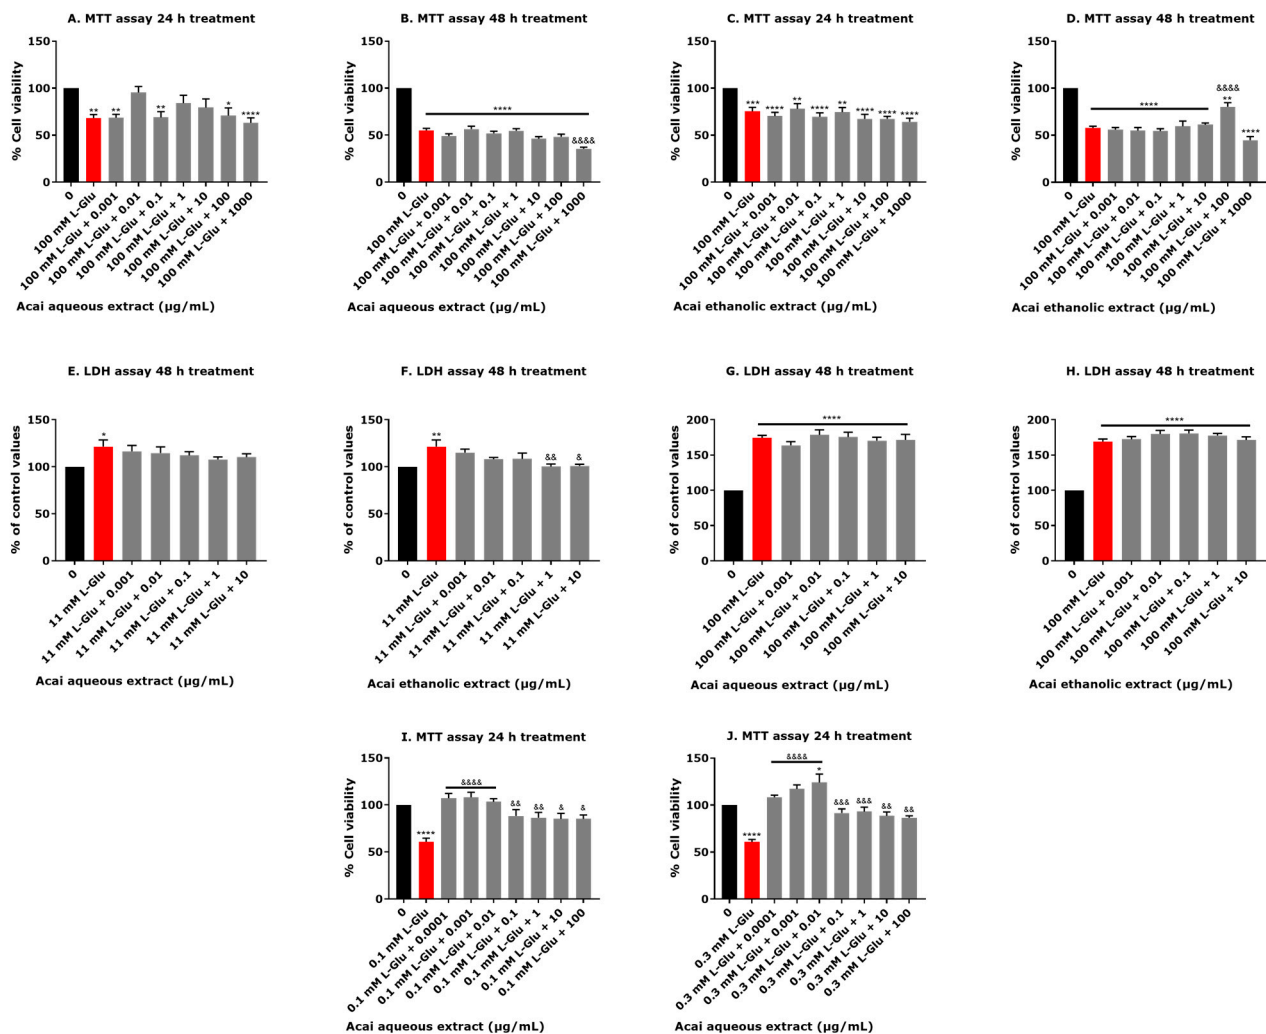 A. MTT assay 24 h treatment
150
100
50
0
% Cell viability
** ** ** * ****
0
100 mM L-Glu
100 mM L-Glu + 0.001
100 mM L-Glu + 0.01
100 mM L-Glu + 0.1
100 mM L-Glu + 1
100 mM L-Glu + 10
100 mM L-Glu + 100
100 mM L-Glu + 1000
Acai aqueous extract (µg/mL)
B. MTT assay 48 h treatment
150
100
50
0
% Cell viability
****
&&&&
0
100 mM L-Glu
100 mM L-Glu + 0.001
100 mM L-Glu + 0.01
100 mM L-Glu + 0.1
100 mM L-Glu + 1
100 mM L-Glu + 10
100 mM L-Glu + 100
100 mM L-Glu + 1000
Acai aqueous extract (µg/mL)
C. MTT assay 24 h treatment
150
100
50
0
% Cell viability
*** **** ** **** ** **** **** ****
0
100 mM L-Glu
100 mM L-Glu + 0.001
100 mM L-Glu + 0.01
100 mM L-Glu + 0.1
100 mM L-Glu + 1
100 mM L-Glu + 10
100 mM L-Glu + 100
100 mM L-Glu + 1000
Acai ethanolic extract (µg/mL)
D. MTT assay 48 h treatment
150
100
50
0
% Cell viability
&&&&
**
****
****
0
100 mM L-Glu
100 mM L-Glu + 0.001
100 mM L-Glu + 0.01
100 mM L-Glu + 0.1
100 mM L-Glu + 1
100 mM L-Glu + 10
100 mM L-Glu + 100
100 mM L-Glu + 1000
Acai ethanolic extract (µg/mL)
E. LDH assay 48 h treatment
150
100
50
0
% of control values
*
0
11 mM L-Glu
11 mM L-Glu + 0.001
11 mM L-Glu + 0.01
11 mM L-Glu + 0.1
11 mM L-Glu + 1
11 mM L-Glu + 10
Acai aqueous extract (µg/mL)
F. LDH assay 48 h treatment
150
100
50
0
% of control values
** && &
0
11 mM L-Glu
11 mM L-Glu + 0.001
11 mM L-Glu + 0.01
11 mM L-Glu + 0.1
11 mM L-Glu + 1
11 mM L-Glu + 10
Acai ethanolic extract (µg/mL)
G. LDH assay 48 h treatment
200
150
100
50
0
% of control values
****
0
100 mM L-Glu
100 mM L-Glu + 0.001
100 mM L-Glu + 0.01
100 mM L-Glu + 0.1
100 mM L-Glu + 1
100 mM L-Glu + 10
Acai aqueous extract (µg/mL)
H. LDH assay 48 h treatment
200
150
100
50
0
% of control values
****
0
100 mM L-Glu
100 mM L-Glu + 0.001
100 mM L-Glu + 0.01
100 mM L-Glu + 0.1
100 mM L-Glu + 1
100 mM L-Glu + 10
Acai ethanolic extract (µg/mL)
I. MTT assay 24 h treatment
150
100
50
0
% Cell viability
&&&&
**** && && & &
0
0.1 mM L-Glu
0.1 mM L-Glu + 0.0001
0.1 mM L-Glu + 0.001
0.1 mM L-Glu + 0.01
0.1 mM L-Glu + 0.1
0.1 mM L-Glu + 1
0.1 mM L-Glu + 10
0.1 mM L-Glu + 100
Acai aqueous extract (µg/mL)
J. MTT assay 24 h treatment
150
100
50
0
% Cell viability
&&&&
*
**** &&& &&& && &&
0
0.3 mM L-Glu
0.3 mM L-Glu + 0.0001
0.3 mM L-Glu + 0.001
0.3 mM L-Glu + 0.01
0.3 mM L-Glu + 0.1
0.3 mM L-Glu + 1
0.3 mM L-Glu + 10
0.3 mM L-Glu + 100
Acai aqueous extract (µg/mL)